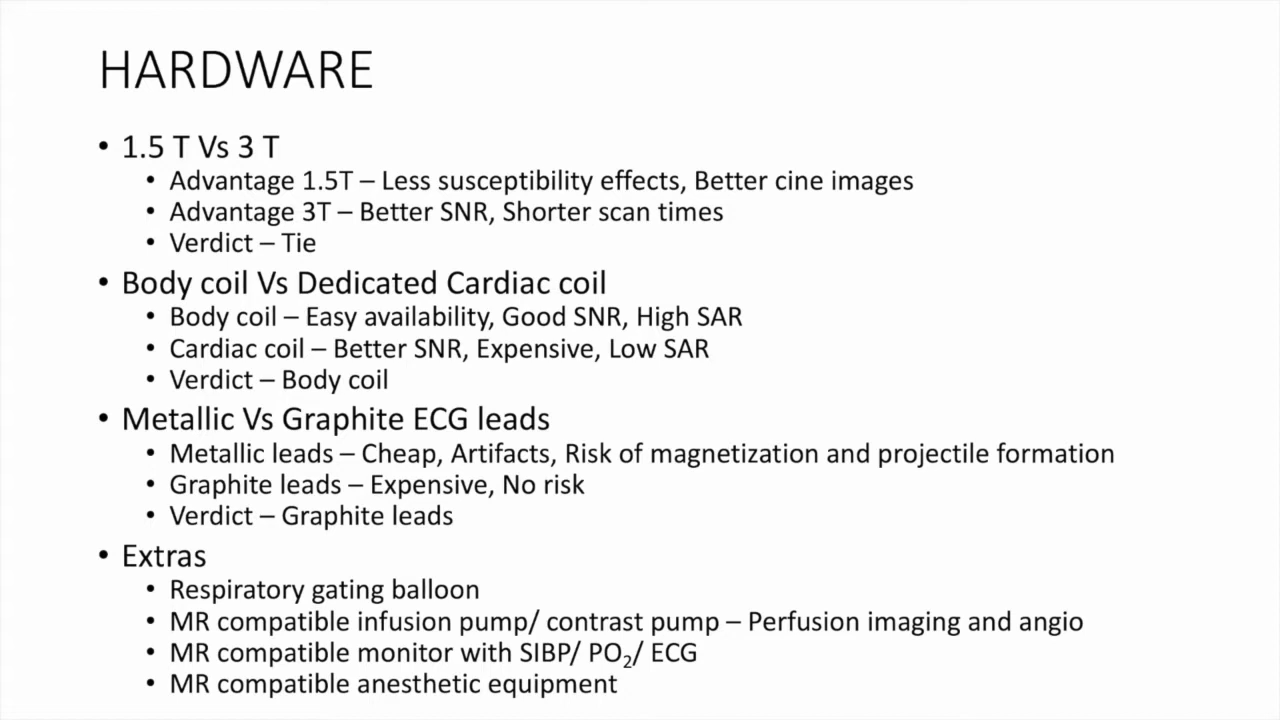 HARDWARE
• 1.5 T Vs 3 T
• Advantage 1.5T – Less susceptibility effects, Better cine images
• Advantage 3T – Better SNR, Shorter scan times
• Verdict – Tie
• Body coil Vs Dedicated Cardiac coil
• Body coil – Easy availability, Good SNR, High SAR
• Cardiac coil – Better SNR, Expensive, Low SAR
• Verdict – Body coil
• Metallic Vs Graphite ECG leads
• Metallic leads – Cheap, Artifacts, Risk of magnetization and projectile formation
• Graphite leads – Expensive, No risk
• Verdict – Graphite leads
• Extras
• Respiratory gating balloon
• MR compatible infusion pump/ contrast pump – Perfusion imaging and angio
• MR compatible monitor with SIBP/ PO₂/ ECG
• MR compatible anesthetic equipment